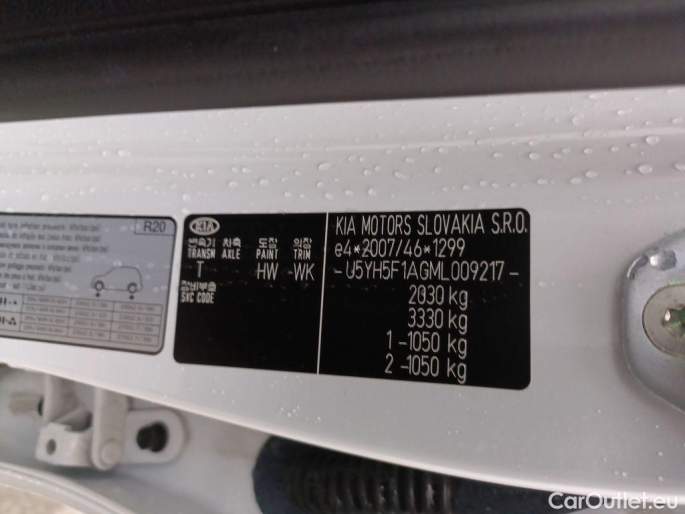 R20
KIA
변속기 차축 도장 의장
TRANSM AXLE PAINT TRIM
T HW -WK
장비부호
SVC CODE
KIA MOTORS SLOVAKIA S.R.O.
e4*2007/46*1299
-U5YH5F1AGML009217-
2030 kg
3330 kg
1 -1050 kg
2 -1050 kg
CarOutlet.eu